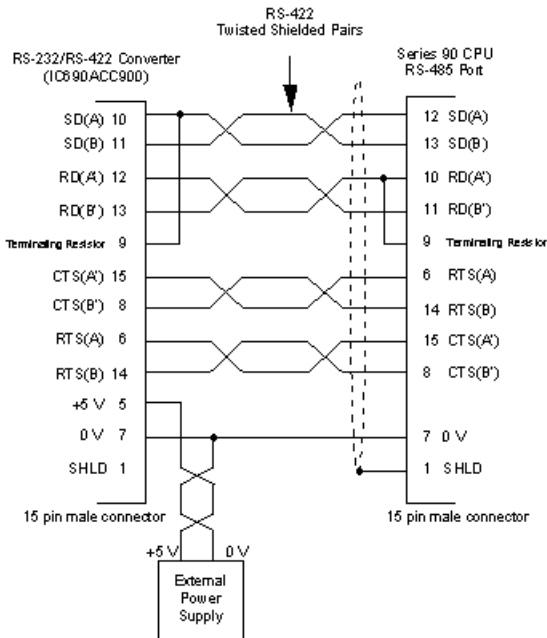 RS-422
Twisted Shielded Pairs
RS-232/RS-422 Converter
(IC690ACC900)
Series 90 CPU
RS-485 Port
SD(A) 10
SD(B) 11
RD(A') 12
RD(B') 13
Terminating Resistor 9
CTS(A') 15
CTS(B') 8
RTS(A) 6
RTS(B) 14
+5 V 5
0 V 7
SHLD 1
15 pin male connector
12 SD(A)
13 SD(B)
10 RD(A')
11 RD(B')
9 Terminating Resistor
6 RTS(A)
14 RTS(B)
15 CTS(A')
8 CTS(B')
7 0 V
1 SHLD
15 pin male connector
+5 V 0 V
External
Power
Supply